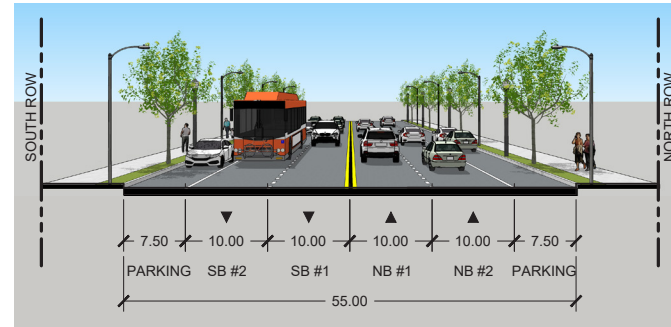 SOUTH ROW
NORTH ROW
7.50 10.00 10.00 10.00 10.00 7.50
PARKING SB #2 SB #1 NB #1 NB #2 PARKING
55.00